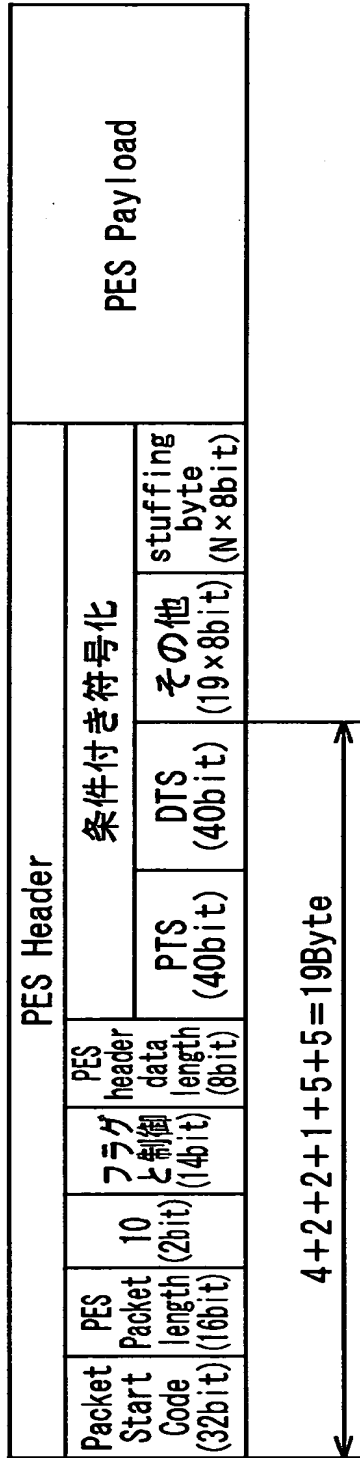 PES Header
PES Payload
Packet
Start
Code
(32bit)
PES
Packet
length
(16bit)
10
(2bit)
フラグ
と制御
(14bit)
PES
header
data
length
(8bit)
条件付き符号化
PTS
(40bit)
DTS
(40bit)
その他
(19×8bit)
stuffing
byte
(N×8bit)
4+2+2+1+5+5=19Byte